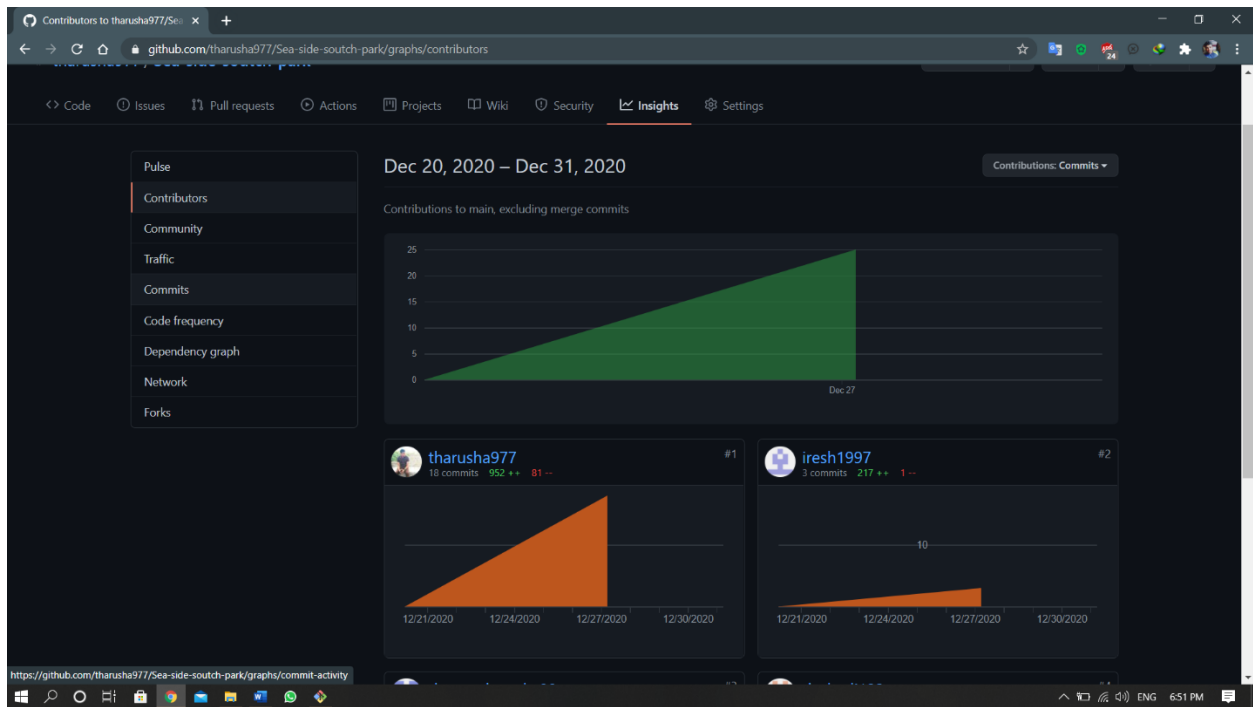 Contributors to tharusha977/Sea
github.com/tharusha977/Sea-side-soutch-park/graphs/contributors
24
Code Issues Pull requests Actions Projects Wiki Security Insights Settings
Pulse
Contributors
Community
Traffic
Commits
Code frequency
Dependency graph
Network
Forks
Dec 20, 2020 – Dec 31, 2020
Contributions: Commits
Contributions to main, excluding merge commits
25
20
15
10
5
0
Dec 27
tharusha977 #1
18 commits 952 ++ 81 --
12/21/2020 12/24/2020 12/27/2020 12/30/2020
iresh1997 #2
3 commits 217 ++ 1 --
10
12/21/2020 12/24/2020 12/27/2020 12/30/2020
https://github.com/tharusha977/Sea-side-soutch-park/graphs/commit-activity
ENG 6:51 PM